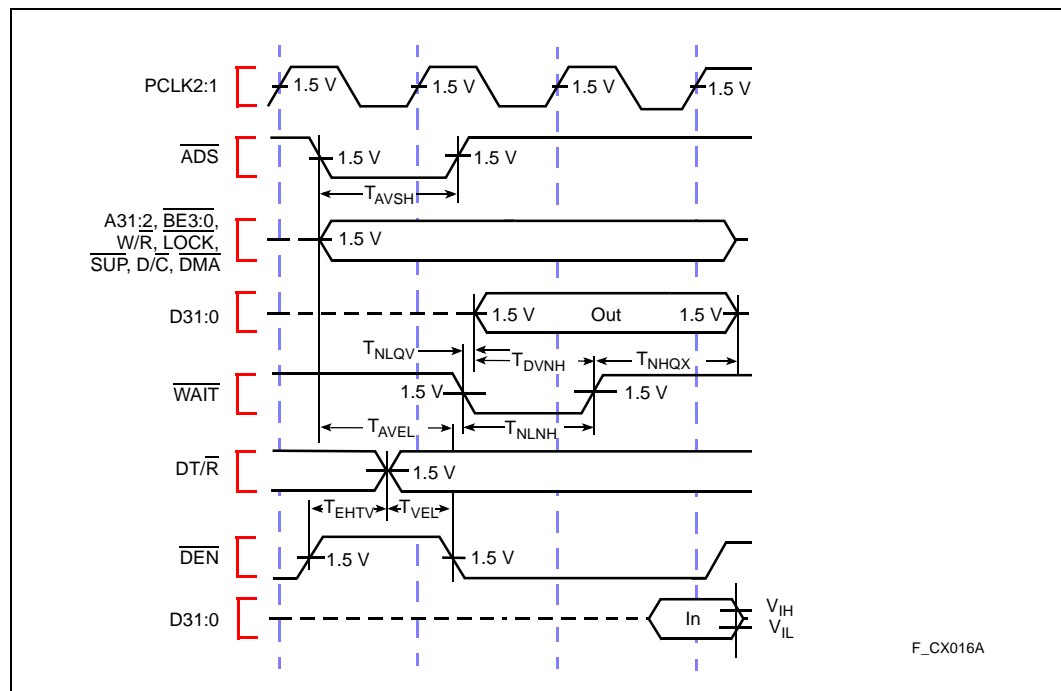 PCLK2:1
1.5 V 1.5 V 1.5 V 1.5 V
ADS
1.5 V 1.5 V
TAVSH
A31:2, BE3:0,
W/R, LOCK,
SUP, D/C, DMA
1.5 V
D31:0
1.5 V Out 1.5 V
TNLQV TDVNH TNHQX
WAIT
1.5 V 1.5 V
TAVEL TNLNH
DT/R
1.5 V
TEHTV TVEL
DEN
1.5 V 1.5 V
D31:0
In
VIH
VIL
F_CX016A